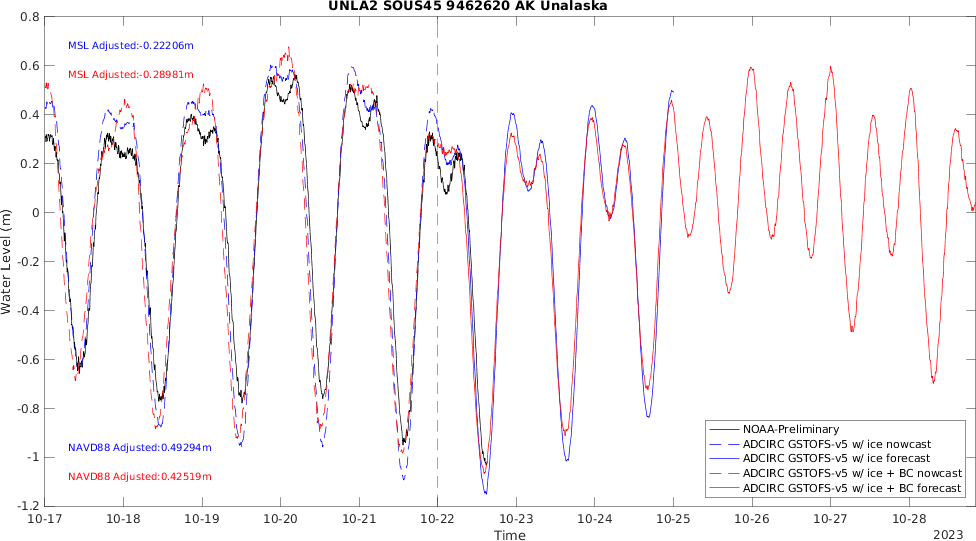 UNLA2 SOUS45 9462620 AK Unalaska
0.8
MSL Adjusted:-0.22206m
0.6
MSL Adjusted:-0.28981m
0.4
0.2
0
Water Level (m)
-0.2
-0.4
-0.6
-0.8
NOAA-Preliminary
NAVD88 Adjusted:0.49294m
ADCIRC GSTOFS-v5 w/ ice nowcast
-1
ADCIRC GSTOFS-v5 w/ ice forecast
NAVD88 Adjusted:0.42519m
ADCIRC GSTOFS-v5 w/ ice + BC nowcast
ADCIRC GSTOFS-v5 w/ ice + BC forecast
-1.2
10-17 10-18 10-19 10-20 10-21 10-22 10-23 10-24 10-25 10-26 10-27 10-28
Time
2023